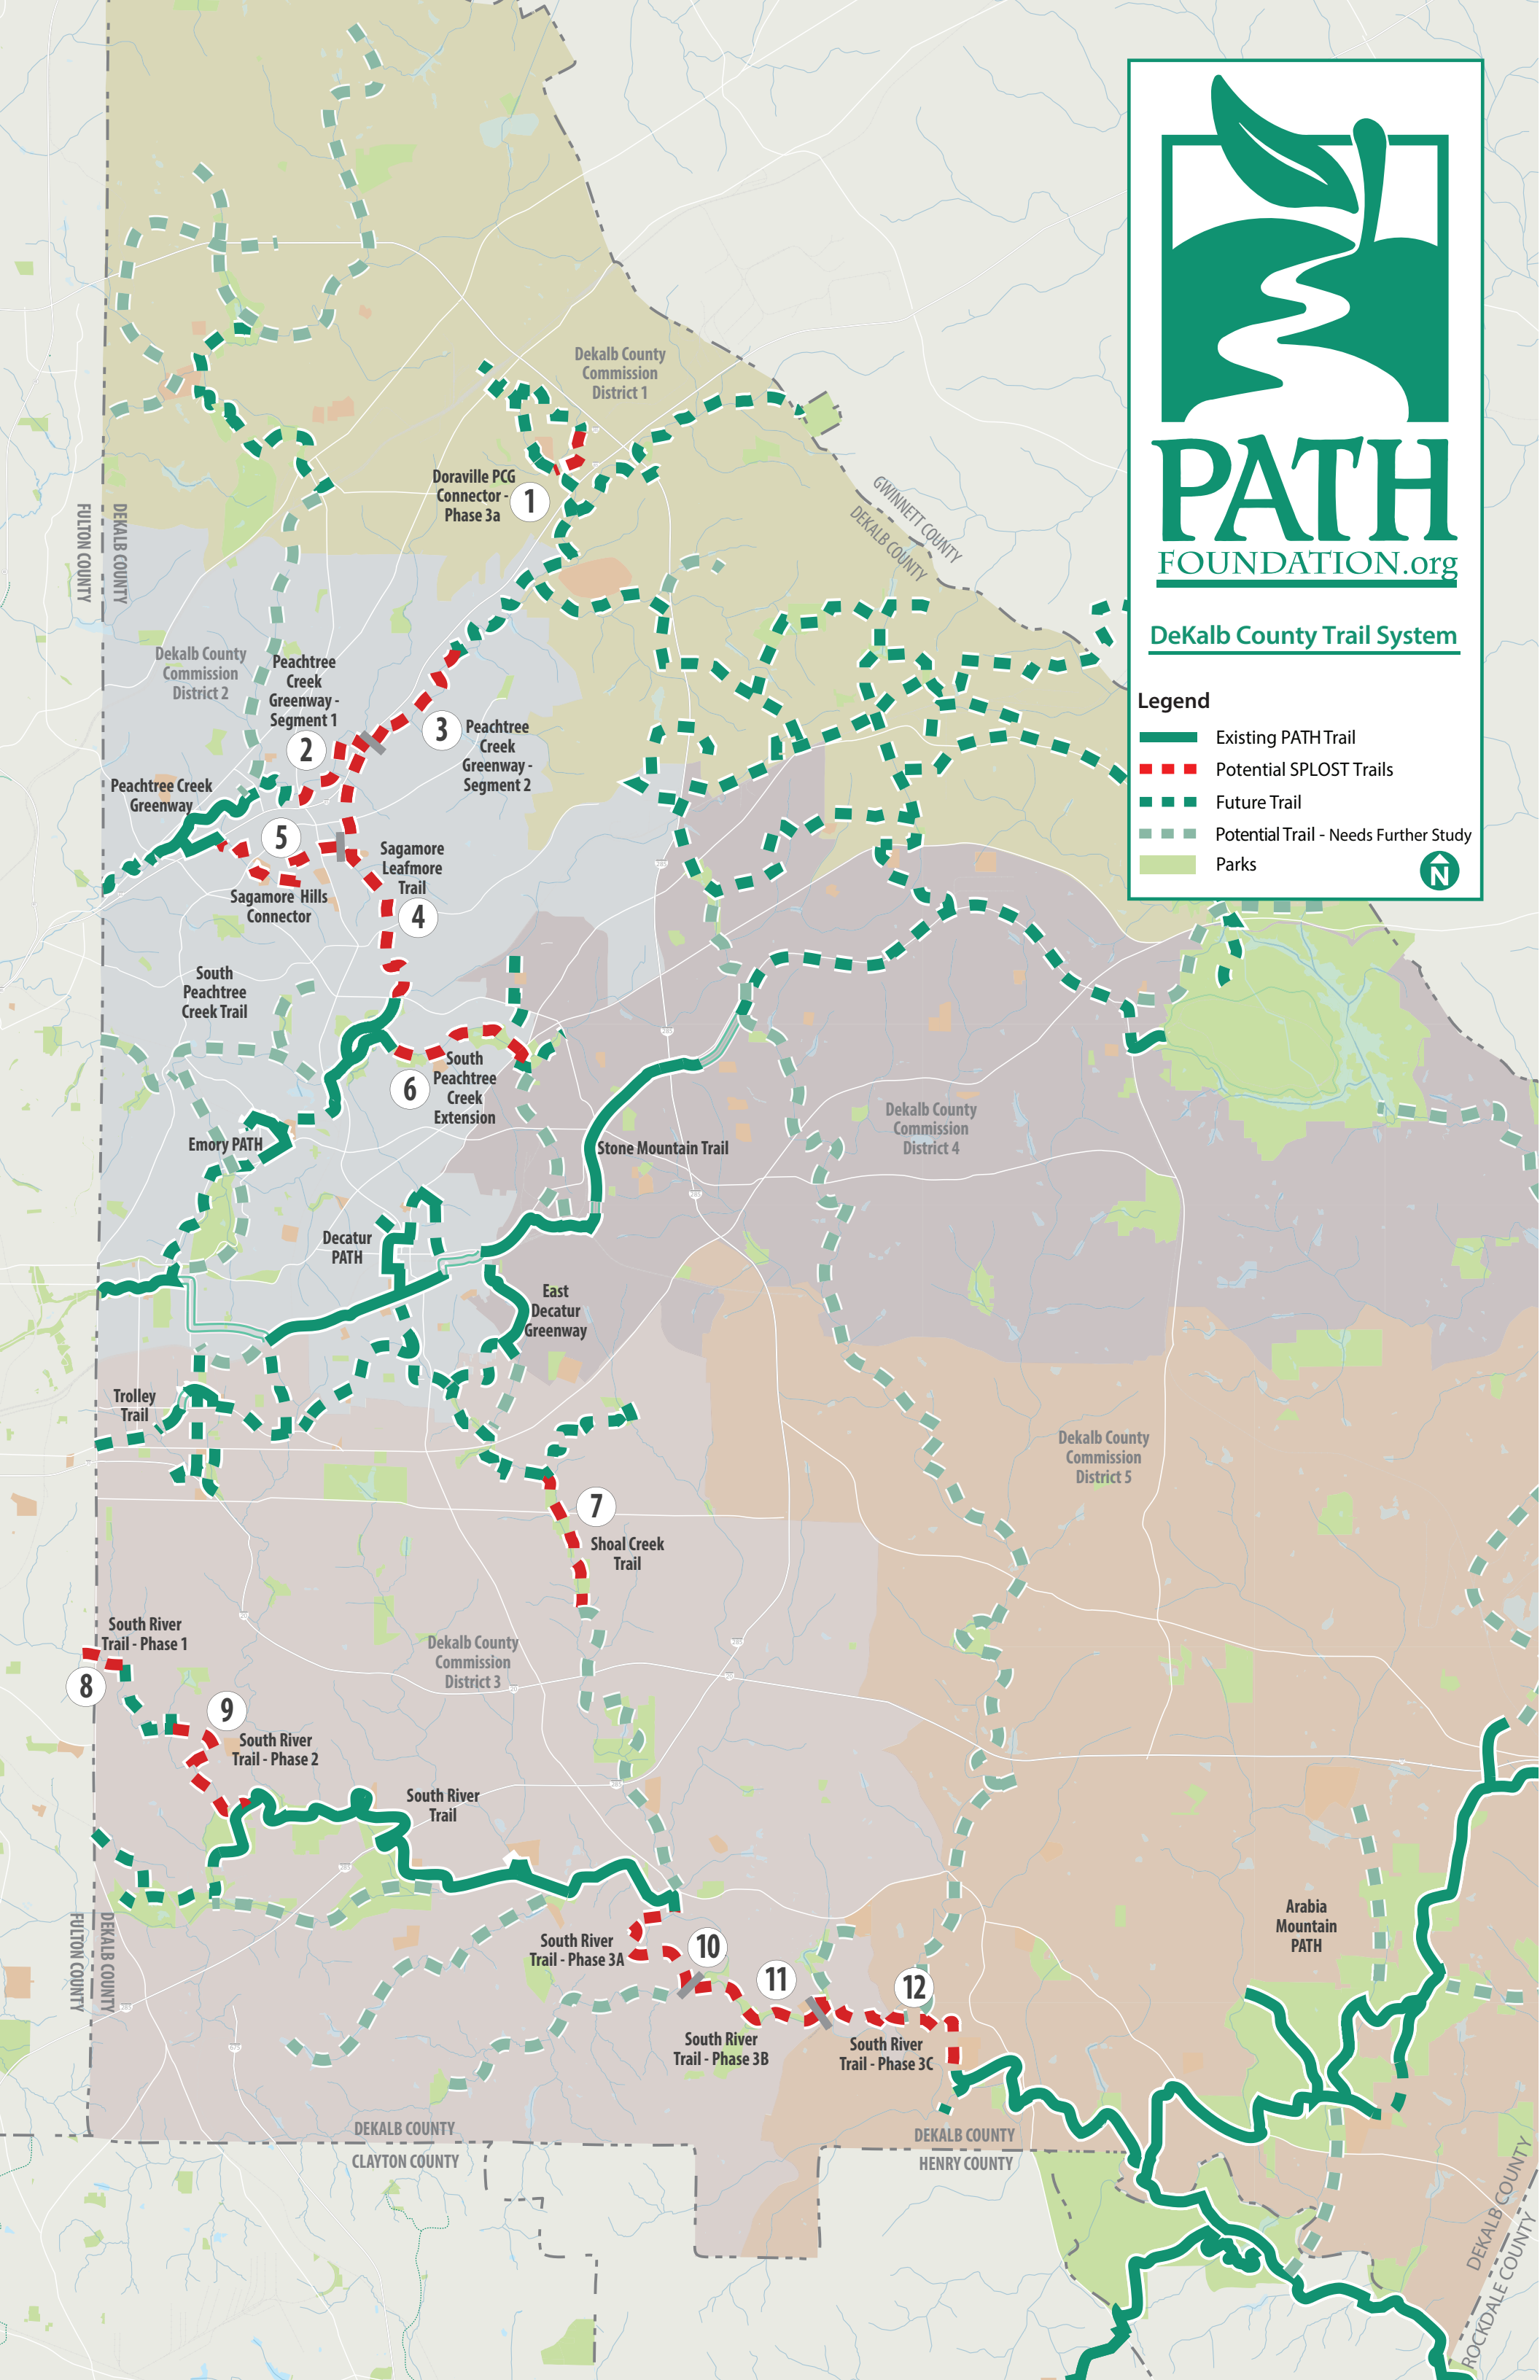 PATH
FOUNDATION.org
DeKalb County Trail System
Legend
Existing PATH Trail
Potential SPLOST Trails
Future Trail
Potential Trail - Needs Further Study
Parks
N
Dekalb County
Commission
District 1
Doraville PCG
Connector -
Phase 3a
1
GWINNETT COUNTY
DEKALB COUNTY
FULTON COUNTY
DEKALB COUNTY
Dekalb County
Commission
District 2
Peachtree
Creek
Greenway -
Segment 1
2
3
Peachtree
Creek
Greenway -
Segment 2
Peachtree Creek
Greenway
5
Sagamore Hills
Connector
Sagamore
Leafmore
Trail
4
South
Peachtree
Creek Trail
6
South
Peachtree
Creek
Extension
Emory PATH
Stone Mountain Trail
Dekalb County
Commission
District 4
Decatur
PATH
East
Decatur
Greenway
Trolley
Trail
Dekalb County
Commission
District 5
7
Shoal Creek
Trail
South River
Trail - Phase 1
8
Dekalb County
Commission
District 3
9
South River
Trail - Phase 2
South River
Trail
Arabia
Mountain
PATH
FULTON COUNTY
DEKALB COUNTY
South River
Trail - Phase 3A
10
11
12
South River
Trail - Phase 3B
South River
Trail - Phase 3C
DEKALB COUNTY
CLAYTON COUNTY
DEKALB COUNTY
HENRY COUNTY
DEKALB COUNTY
ROCKDALE COUNTY